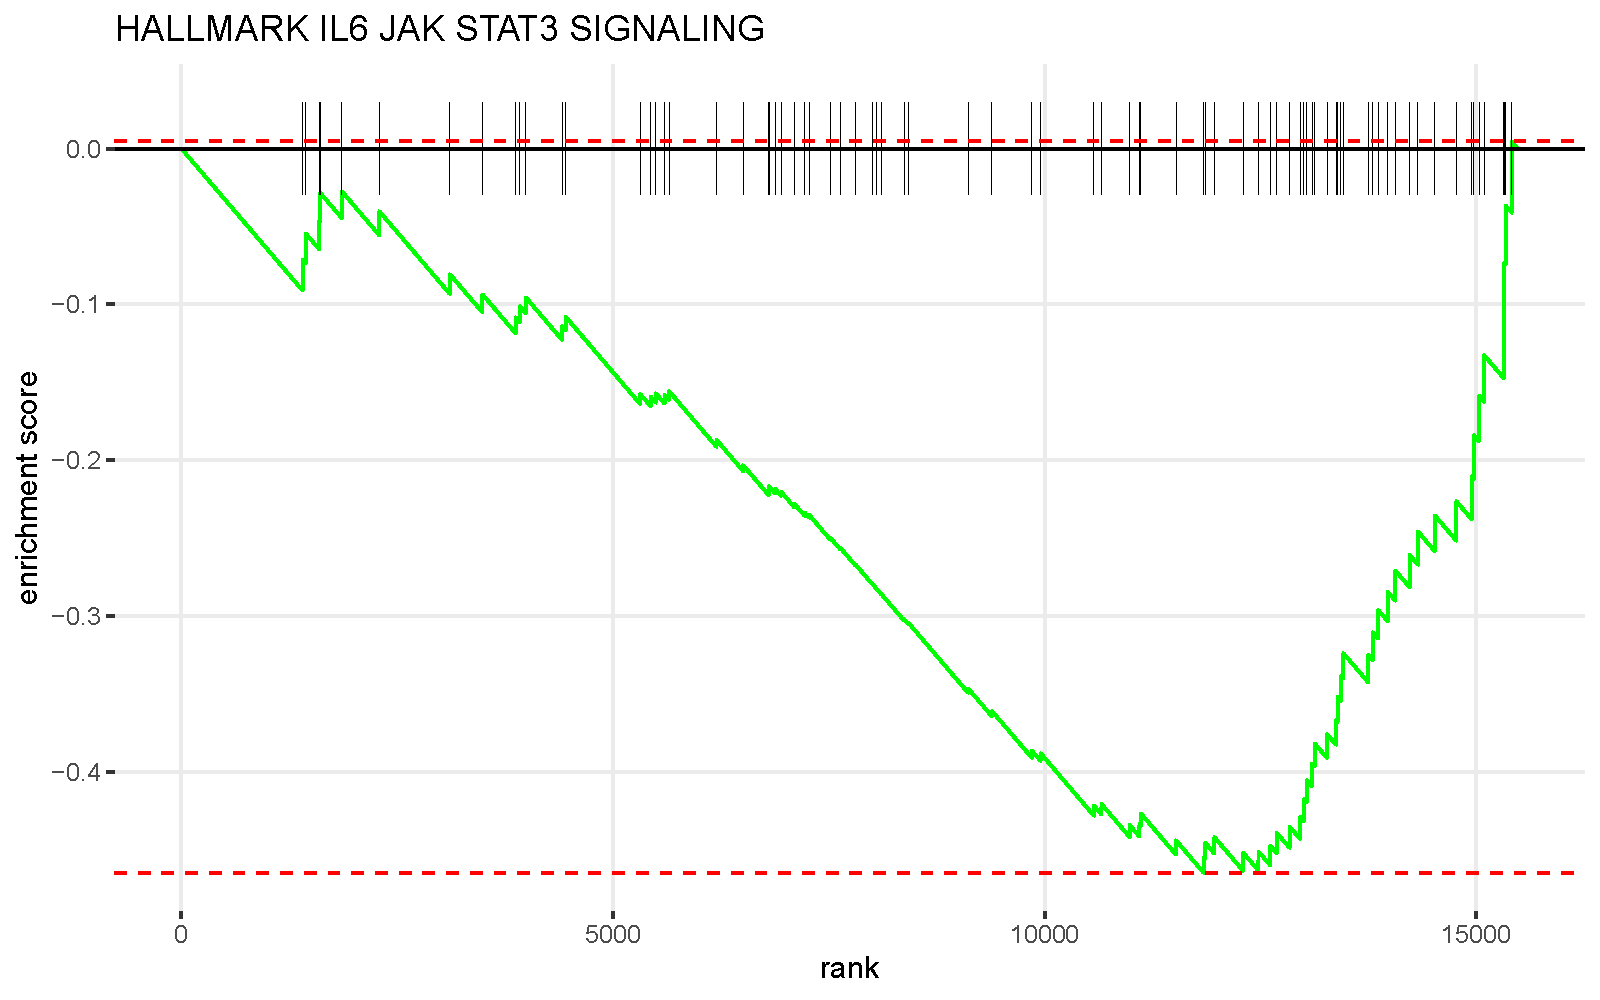 HALLMARK IL6 JAK STAT3 SIGNALING
0.0
−0.1
−0.2
−0.3
−0.4
enrichment score
0 5000 10000 15000
rank